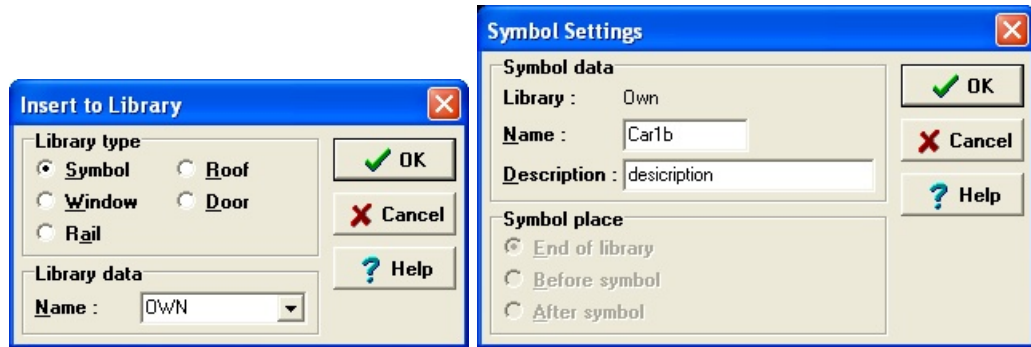 Insert to Library
Library type
Symbol Roof
Window Door
Rail
Library data
Name : OWN
OK
Cancel
Help
Symbol Settings
Symbol data
Library : Own
Name : Car1b
Description : desicription
Symbol place
End of library
Before symbol
After symbol
OK
Cancel
Help